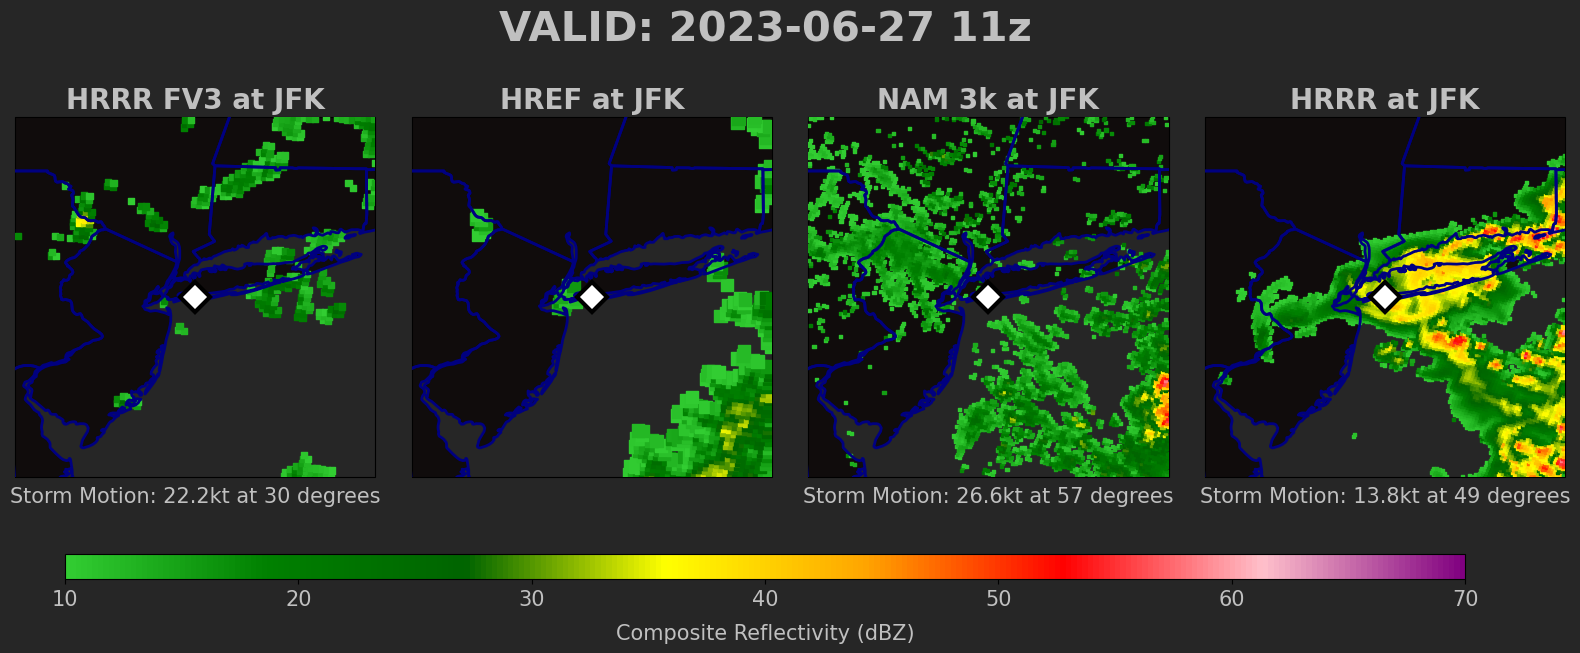 VALID: 2023-06-27 11z
HRRR FV3 at JFK
HREF at JFK
NAM 3k at JFK
HRRR at JFK
Storm Motion: 22.2kt at 30 degrees
Storm Motion: 26.6kt at 57 degrees
Storm Motion: 13.8kt at 49 degrees
10 20 30 40 50 60 70
Composite Reflectivity (dBZ)